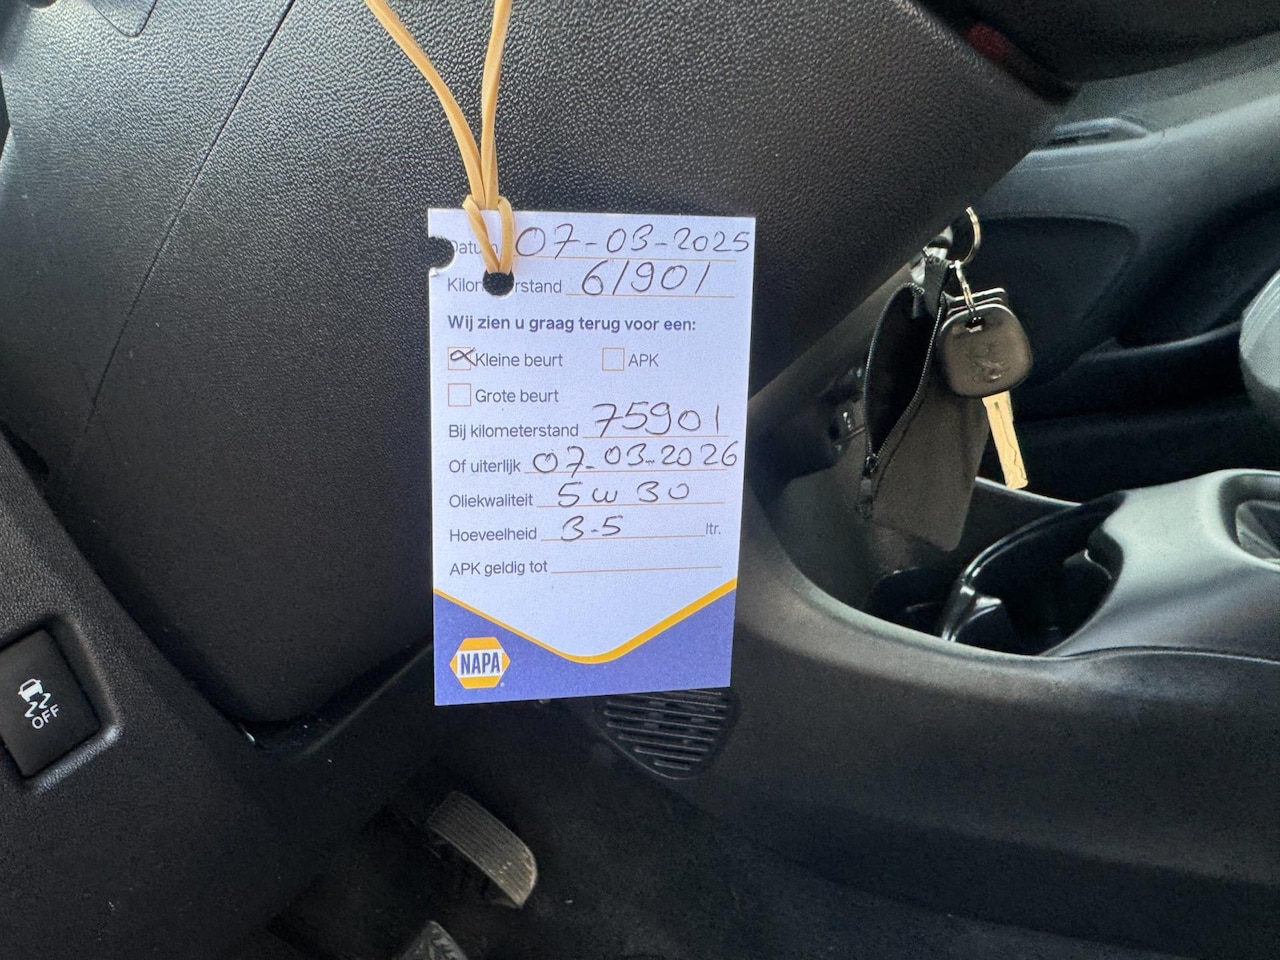 Datum 07-03-2025
Kilometerstand 61901
Wij zien u graag terug voor een:
Kleine beurt APK
Grote beurt
Bij kilometerstand 75901
Of uiterlijk 07-03-2026
Oliekwaliteit 5w30
Hoeveelheid 3-5 ltr.
APK geldig tot
NAPA
OFF